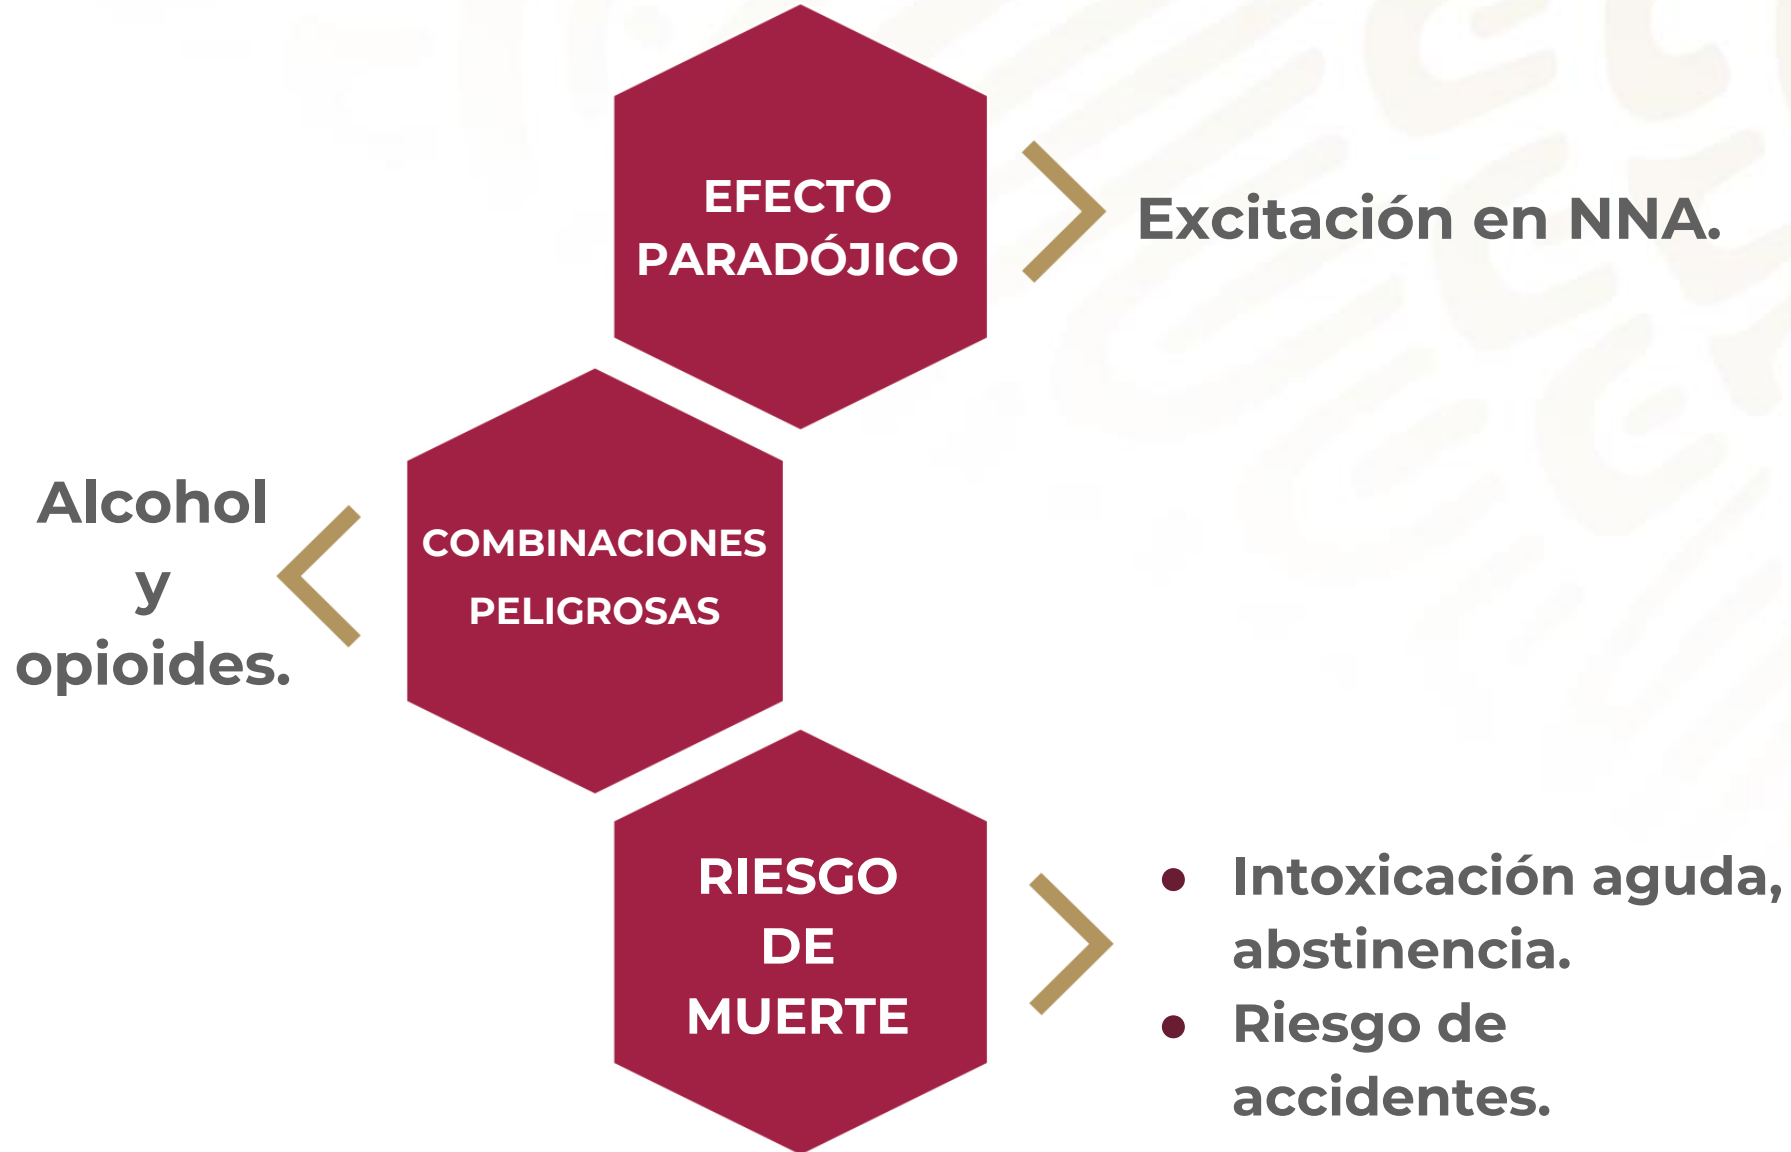 EFECTO
PARADÓJICO
Excitación en NNA.
COMBINACIONES
PELIGROSAS
Alcohol
y
opioides.
RIESGO
DE
MUERTE
● Intoxicación aguda,
abstinencia.
● Riesgo de
accidentes.